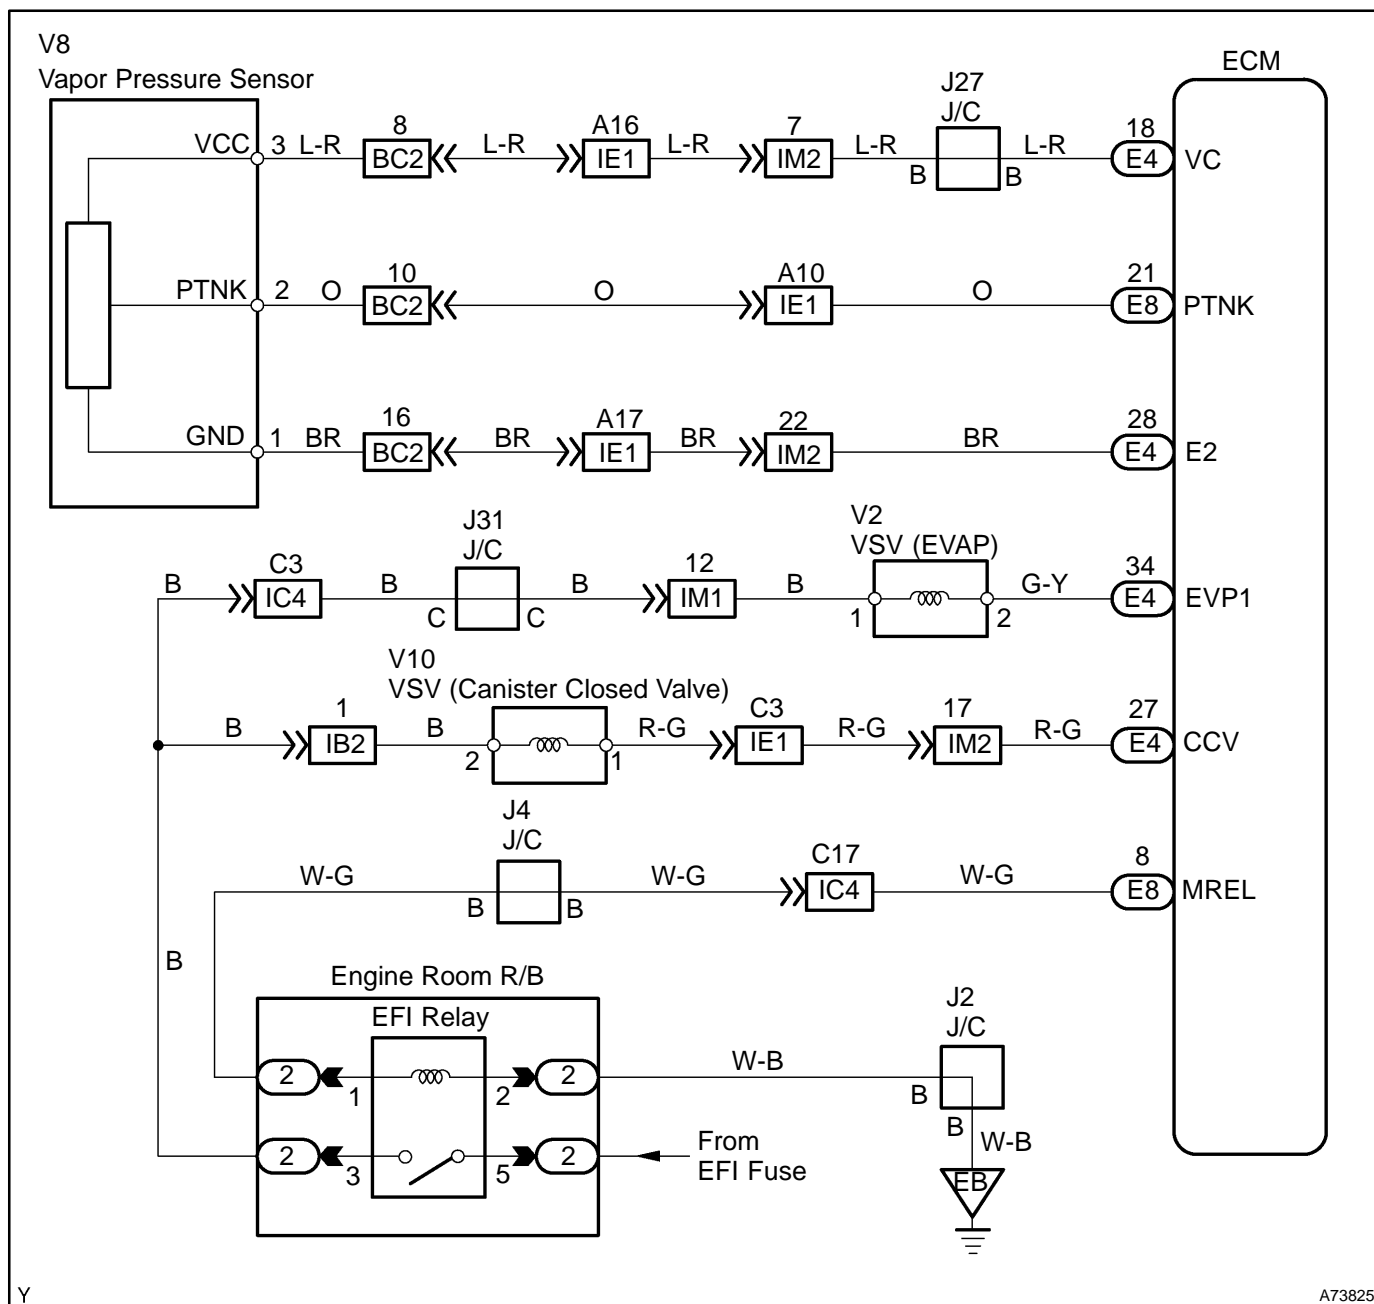 V8
Vapor Pressure Sensor
ECM
J27
J/C
VCC 3 L-R 8 BC2 L-R A16 IE1 L-R 7 IM2 L-R B B L-R 18 E4 VC
PTNK 2 O 10 BC2 O A10 IE1 O 21 E8 PTNK
GND 1 BR 16 BC2 BR A17 IE1 BR 22 IM2 BR 28 E4 E2
J31
J/C
V2
VSV (EVAP)
B C3 IC4 B C C B 12 IM1 B 1 2 G-Y 34 E4 EVP1
V10
VSV (Canister Closed Valve)
B 1 IB2 B 2 1 R-G C3 IE1 R-G 17 IM2 R-G 27 E4 CCV
J4
J/C
W-G B B W-G C17 IC4 W-G 8 E8 MREL
B
Engine Room R/B
EFI Relay
J2
J/C
2 1 2 2 W-B B
B W-B
2 3 5 2 From
EFI Fuse
EB
Y
A73825